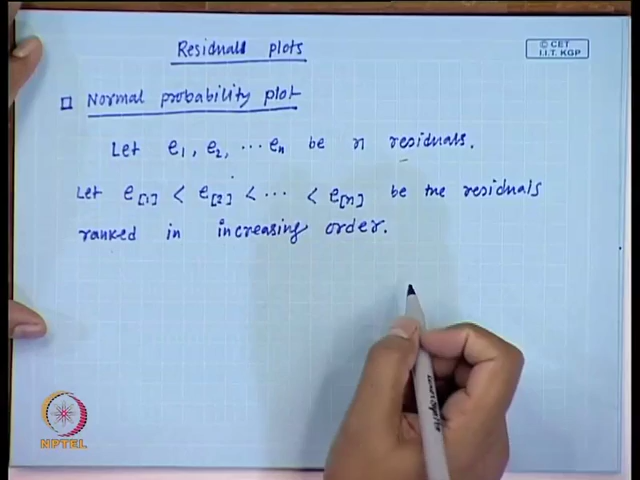 Residual plots
© CET
I.I.T. KGP
□ Normal probability plot
Let e₁, e₂, ... eₙ be n residuals.
Let e[1] < e[2] < ... < e[n] be the residuals
ranked in increasing order.
NPTEL